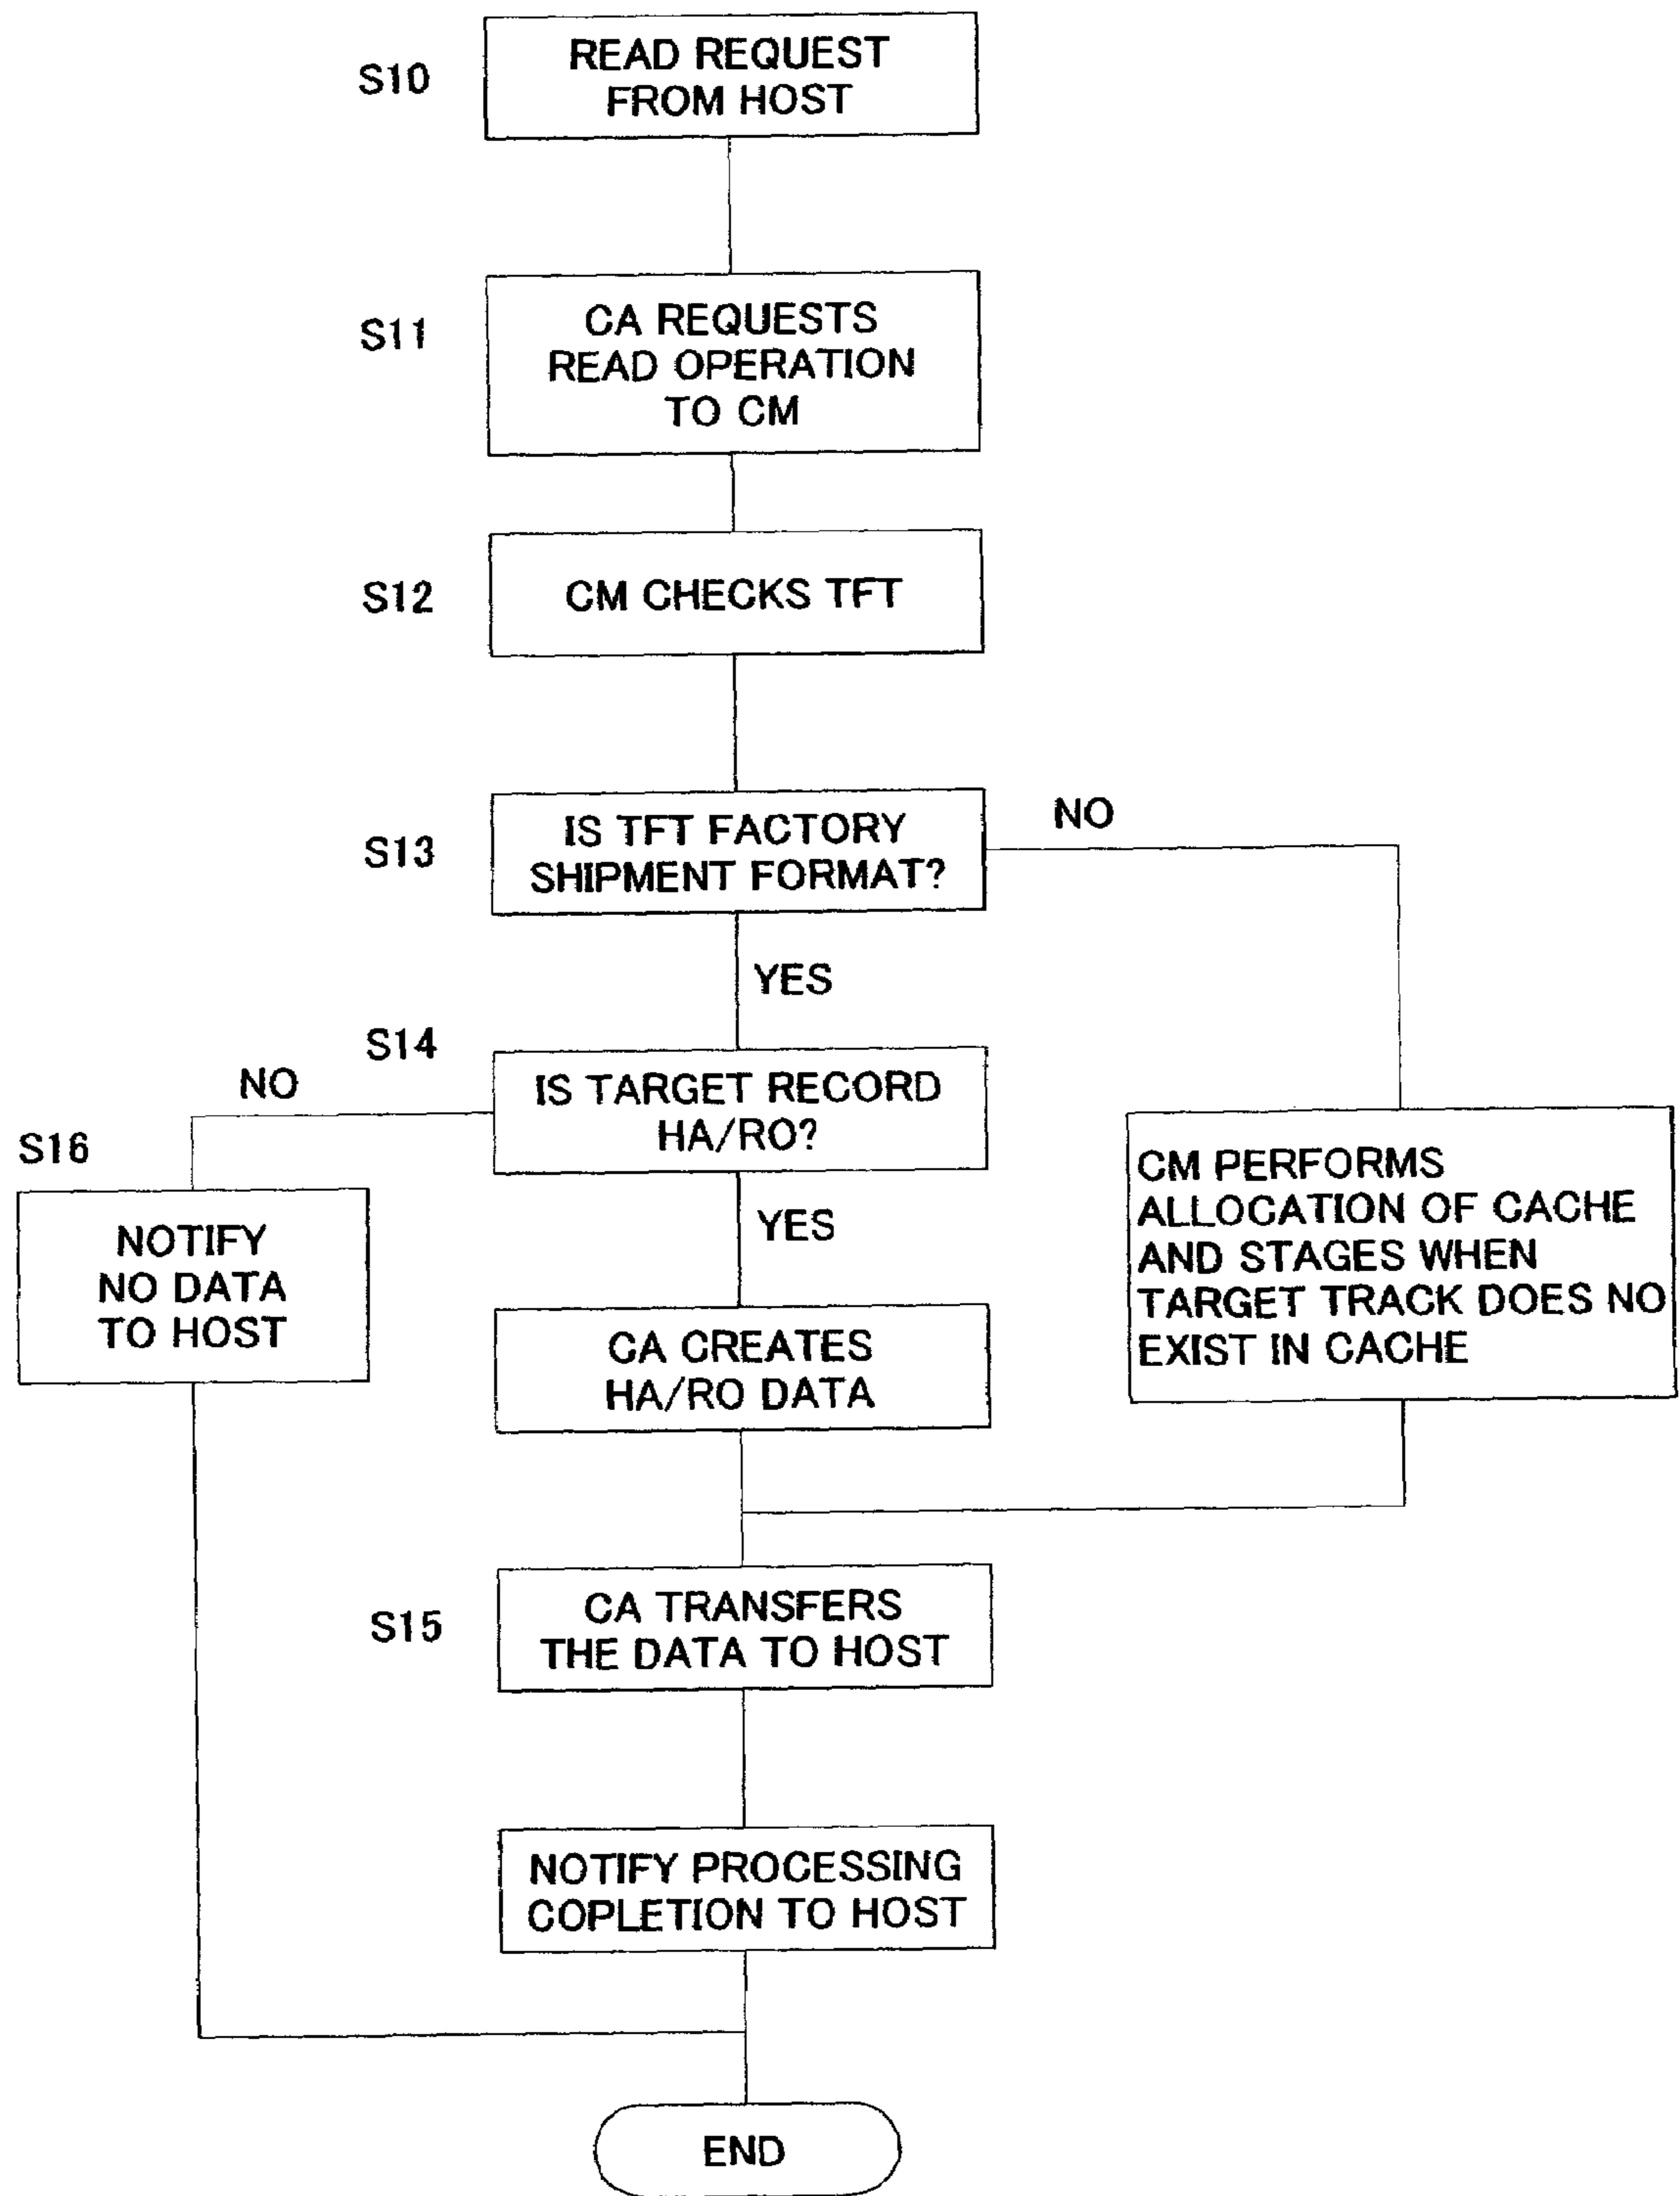 S10
READ REQUEST
FROM HOST
S11
CA REQUESTS
READ OPERATION
TO CM
S12
CM CHECKS TFT
S13
IS TFT FACTORY
SHIPMENT FORMAT?
NO
YES
S14
IS TARGET RECORD
HA/RO?
NO
YES
S16
NOTIFY
NO DATA
TO HOST
CA CREATES
HA/RO DATA
CM PERFORMS
ALLOCATION OF CACHE
AND STAGES WHEN
TARGET TRACK DOES NO
EXIST IN CACHE
S15
CA TRANSFERS
THE DATA TO HOST
NOTIFY PROCESSING
COPLETION TO HOST
END